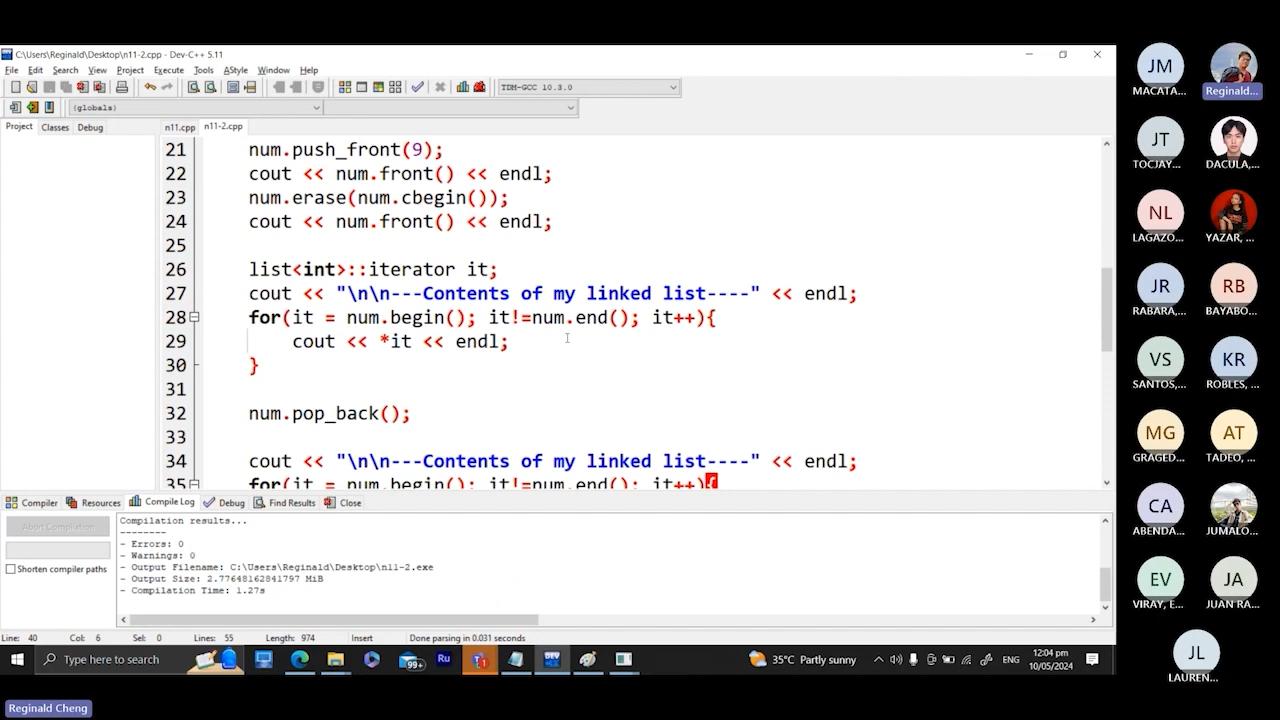 C:\Users\Reginald\Desktop\n11-2.cpp - Dev-C++ 5.11
File Edit Search View Project Execute Tools AStyle Window Help
TDM-GCC 10.3.0
(globals)
Project Classes Debug
n11.cpp n11-2.cpp
21 num.push_front(9);
22 cout << num.front() << endl;
23 num.erase(num.cbegin());
24 cout << num.front() << endl;
25
26 list<int>::iterator it;
27 cout << "\n\n---Contents of my linked list----" << endl;
28 for(it = num.begin(); it!=num.end(); it++){
29 cout << *it << endl;
30 }
31
32 num.pop_back();
33
34 cout << "\n\n---Contents of my linked list----" << endl;
35 for(it = num.begin(); it!=num.end(); it++){
Compiler Resources Compile Log Debug Find Results Close
Abort Compilation
Shorten compiler paths
Compilation results...
--------
- Errors: 0
- Warnings: 0
- Output Filename: C:\Users\Reginald\Desktop\n11-2.exe
- Output Size: 2.77648162841797 MiB
- Compilation Time: 1.27s
Line: 40 Col: 6 Sel: 0 Lines: 55 Length: 974 Insert Done parsing in 0.031 seconds
Type here to search
99+
Ru
1
DEV
35°C Partly sunny
ENG
12:04 pm
10/05/2024
Reginald Cheng
JM
MACATA...
Reginald...
JT
TOCJAY...
DACULA,...
NL
LAGAZO...
YAZAR, ...
JR
RABARA,...
RB
BAYABO...
VS
SANTOS,...
KR
ROBLES, ...
MG
GRAGED...
AT
TADEO, ...
CA
ABENDA...
JUMALO...
EV
VIRAY, E...
JA
JUAN RA...
JL
LAUREN...